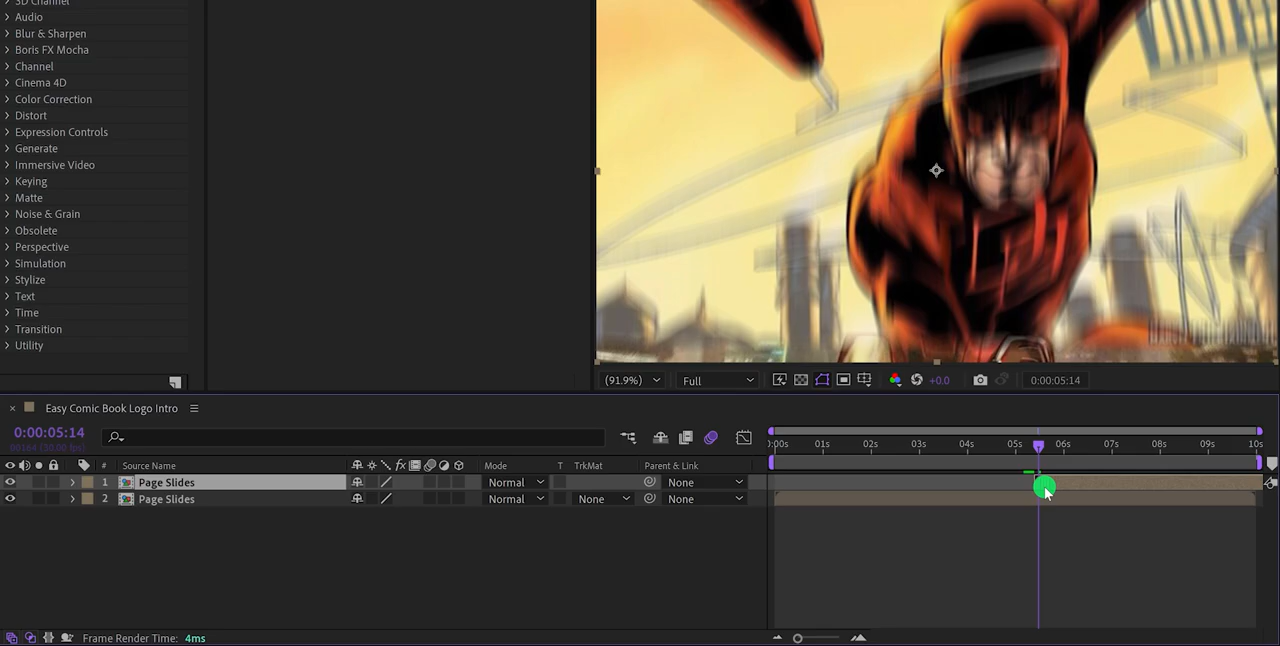 3D Channel
Audio
Blur & Sharpen
Boris FX Mocha
Channel
Cinema 4D
Color Correction
Distort
Expression Controls
Generate
Immersive Video
Keying
Matte
Noise & Grain
Obsolete
Perspective
Simulation
Stylize
Text
Time
Transition
Utility
(91.9%) Full +0.0 0:00:05:14
× Easy Comic Book Logo Intro
0:00:05:14
:00s 01s 02s 03s 04s 05s 06s 07s 08s 09s 10s
# Source Name fx Mode T TrkMat Parent & Link
1 Page Slides Normal None
2 Page Slides Normal None None
Frame Render Time: 4ms